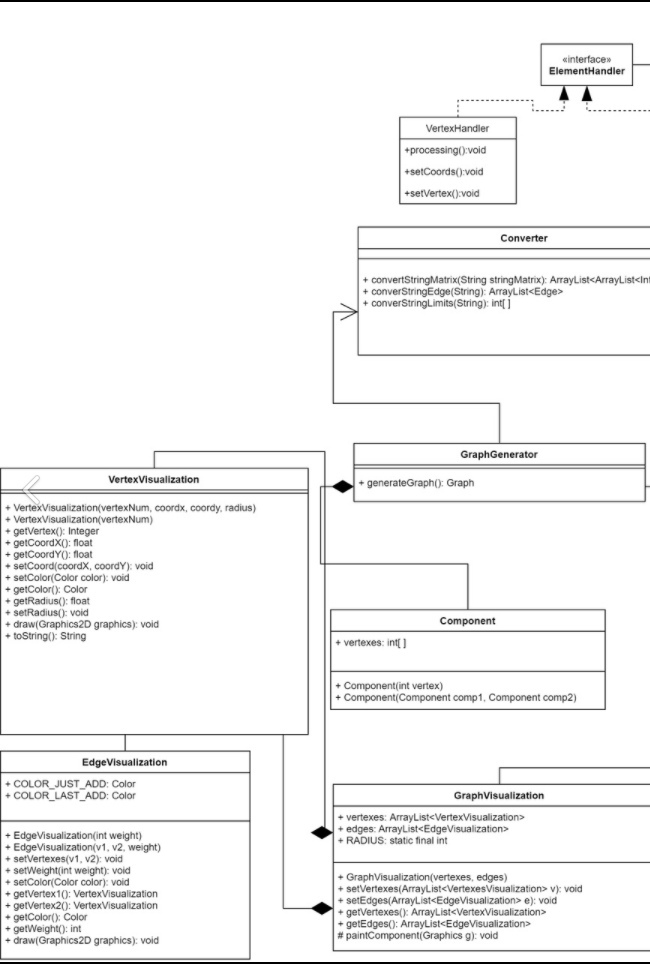 «interface»
ElementHandler
VertexHandler
+processing():void
+setCoords():void
+setVertex():void
Converter
+ convertStringMatrix(String stringMatrix): ArrayList<ArrayList<Int
+ converStringEdge(String): ArrayList<Edge>
+ converStringLimits(String): int[ ]
GraphGenerator
+ generateGraph(): Graph
VertexVisualization
+ VertexVisualization(vertexNum, coordx, coordy, radius)
+ VertexVisualization(vertexNum)
+ getVertex(): Integer
+ getCoordX(): float
+ getCoordY(): float
+ setCoord(coordX, coordY): void
+ setColor(Color color): void
+ getColor(): Color
+ getRadius(): float
+ setRadius(): void
+ draw(Graphics2D graphics): void
+ toString(): String
Component
+ vertexes: int[ ]
+ Component(int vertex)
+ Component(Component comp1, Component comp2)
EdgeVisualization
+ COLOR_JUST_ADD: Color
+ COLOR_LAST_ADD: Color
+ EdgeVisualization(int weight)
+ EdgeVisualization(v1, v2, weight)
+ setVertexes(v1, v2): void
+ setWeight(int weight): void
+ setColor(Color color): void
+ getVertex1(): VertexVisualization
+ getVertex2(): VertexVisualization
+ getColor(): Color
+ getWeight(): int
+ draw(Graphics2D graphics): void
GraphVisualization
+ vertexes: ArrayList<VertexVisualization>
+ edges: ArrayList<EdgeVisualization>
+ RADIUS: static final int
+ GraphVisualization(vertexes, edges)
+ setVertexes(ArrayList<VertexesVisualization> v): void
+ setEdges(ArrayList<EdgeVisualization> e): void
+ getVertexes(): ArrayList<VertexVisualization>
+ getEdges(): ArrayList<EdgeVisualization>
# paintComponent(Graphics g): void